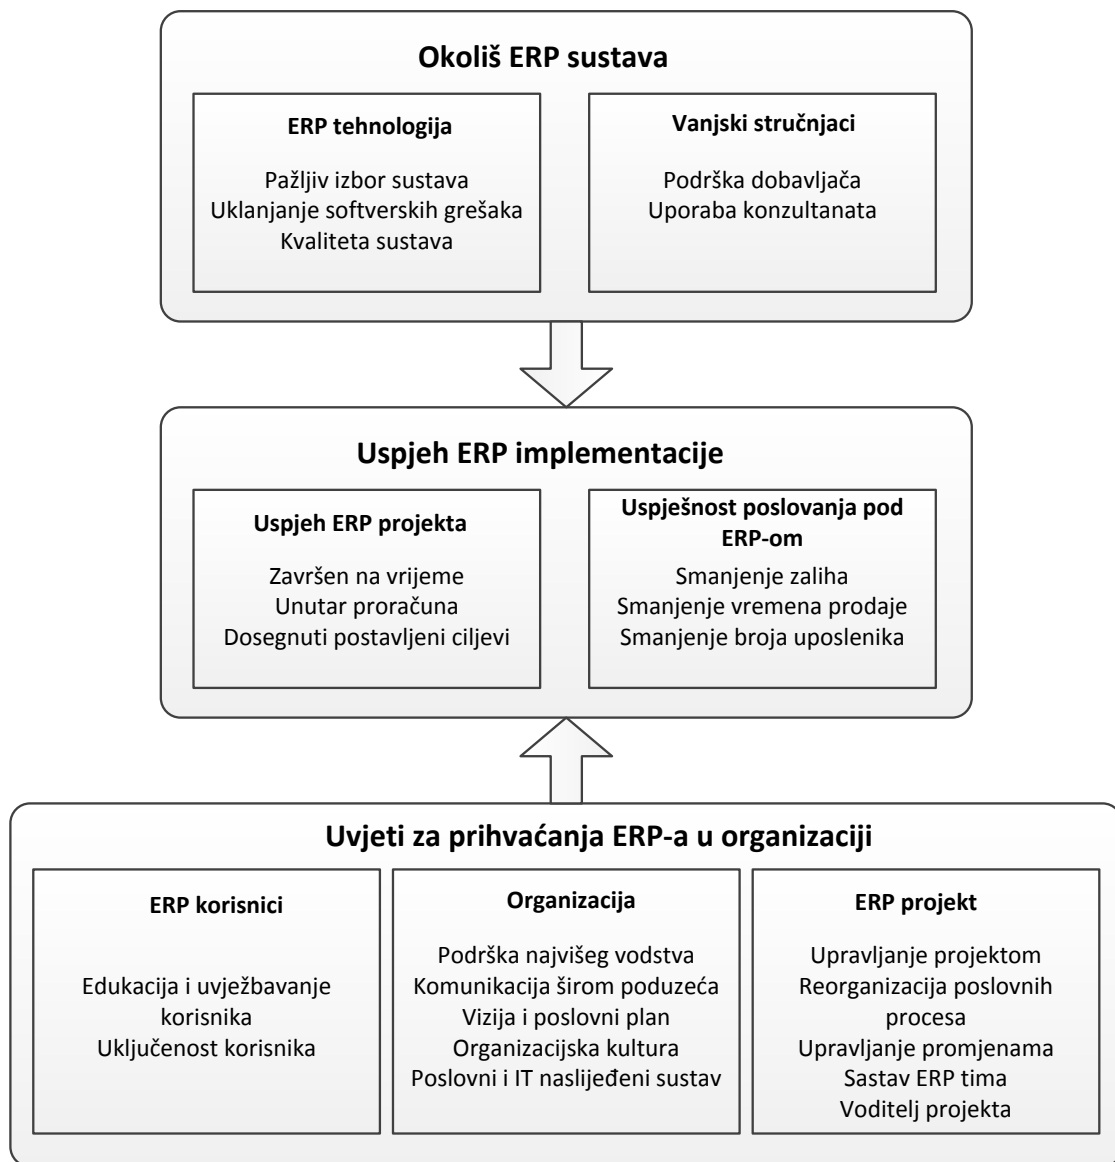 Okoliš ERP sustava
ERP tehnologija
Pažljiv izbor sustava
Uklanjanje softverskih grešaka
Kvaliteta sustava
Vanjski stručnjaci
Podrška dobavljača
Uporaba konzultanata
Uspjeh ERP implementacije
Uspjeh ERP projekta
Završen na vrijeme
Unutar proračuna
Dosegnuti postavljeni ciljevi
Uspješnost poslovanja pod
ERP-om
Smanjenje zaliha
Smanjenje vremena prodaje
Smanjenje broja uposlenika
Uvjeti za prihvaćanja ERP-a u organizaciji
ERP korisnici
Edukacija i uvježbavanje
korisnika
Uključenost korisnika
Organizacija
Podrška najvišeg vodstva
Komunikacija širom poduzeća
Vizija i poslovni plan
Organizacijska kultura
Poslovni i IT naslijeđeni sustav
ERP projekt
Upravljanje projektom
Reorganizacija poslovnih
procesa
Upravljanje promjenama
Sastav ERP tima
Voditelj projekta